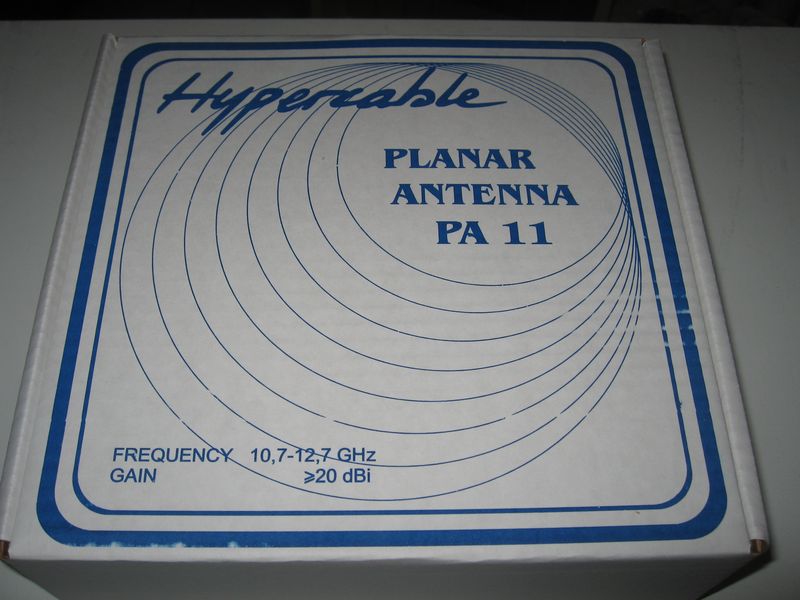 Hypercable
PLANAR
ANTENNA
PA 11
FREQUENCY 10,7-12,7 GHz
GAIN ⩾20 dBi